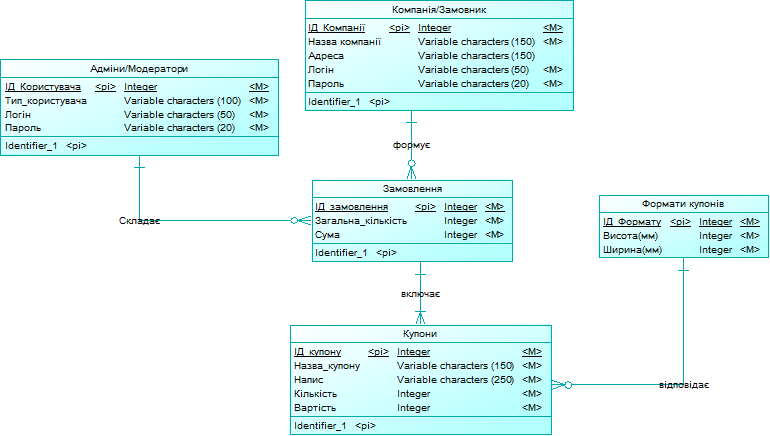 Компанія/Замовник
ІД_Компанії <pi> Integer <M>
Назва компанії Variable characters (150) <M>
Адреса Variable characters (150)
Логін Variable characters (50) <M>
Пароль Variable characters (20) <M>
Identifier_1 <pi>
Адміни/Модератори
ІД_Користувача <pi> Integer <M>
Тип_користувача Variable characters (100) <M>
Логін Variable characters (50) <M>
Пароль Variable characters (20) <M>
Identifier_1 <pi>
формує
Складає
Замовлення
ІД_замовлення <pi> Integer <M>
Загальна_кількість Integer <M>
Сума Integer <M>
Identifier_1 <pi>
Формати купонів
ІД_Формату <pi> Integer <M>
Висота(мм) Integer <M>
Ширина(мм) Integer <M>
включає
Купони
ІД_купону <pi> Integer <M>
Назва_купону Variable characters (150) <M>
Напис Variable characters (250) <M>
Кількість Integer <M>
Вартість Integer <M>
Identifier_1 <pi>
відповідає